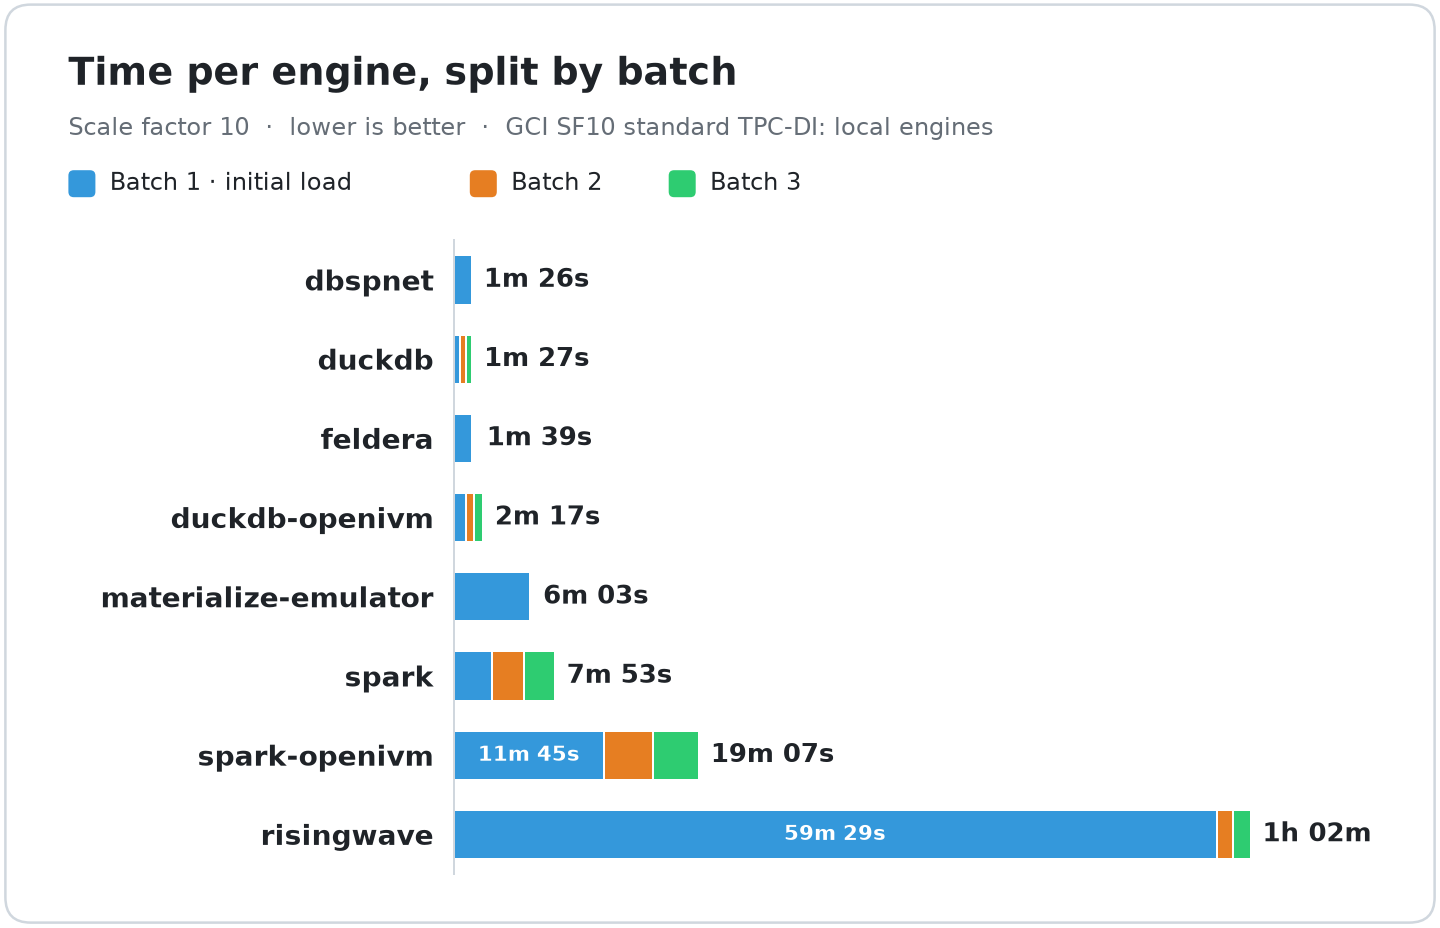 Time per engine, split by batch
Scale factor 10 · lower is better · GCI SF10 standard TPC-DI: local engines
Batch 1 · initial load Batch 2 Batch 3
dbspnet 1m 26s
duckdb 1m 27s
feldera 1m 39s
duckdb-openivm 2m 17s
materialize-emulator 6m 03s
spark 7m 53s
spark-openivm 11m 45s 19m 07s
risingwave 59m 29s 1h 02m